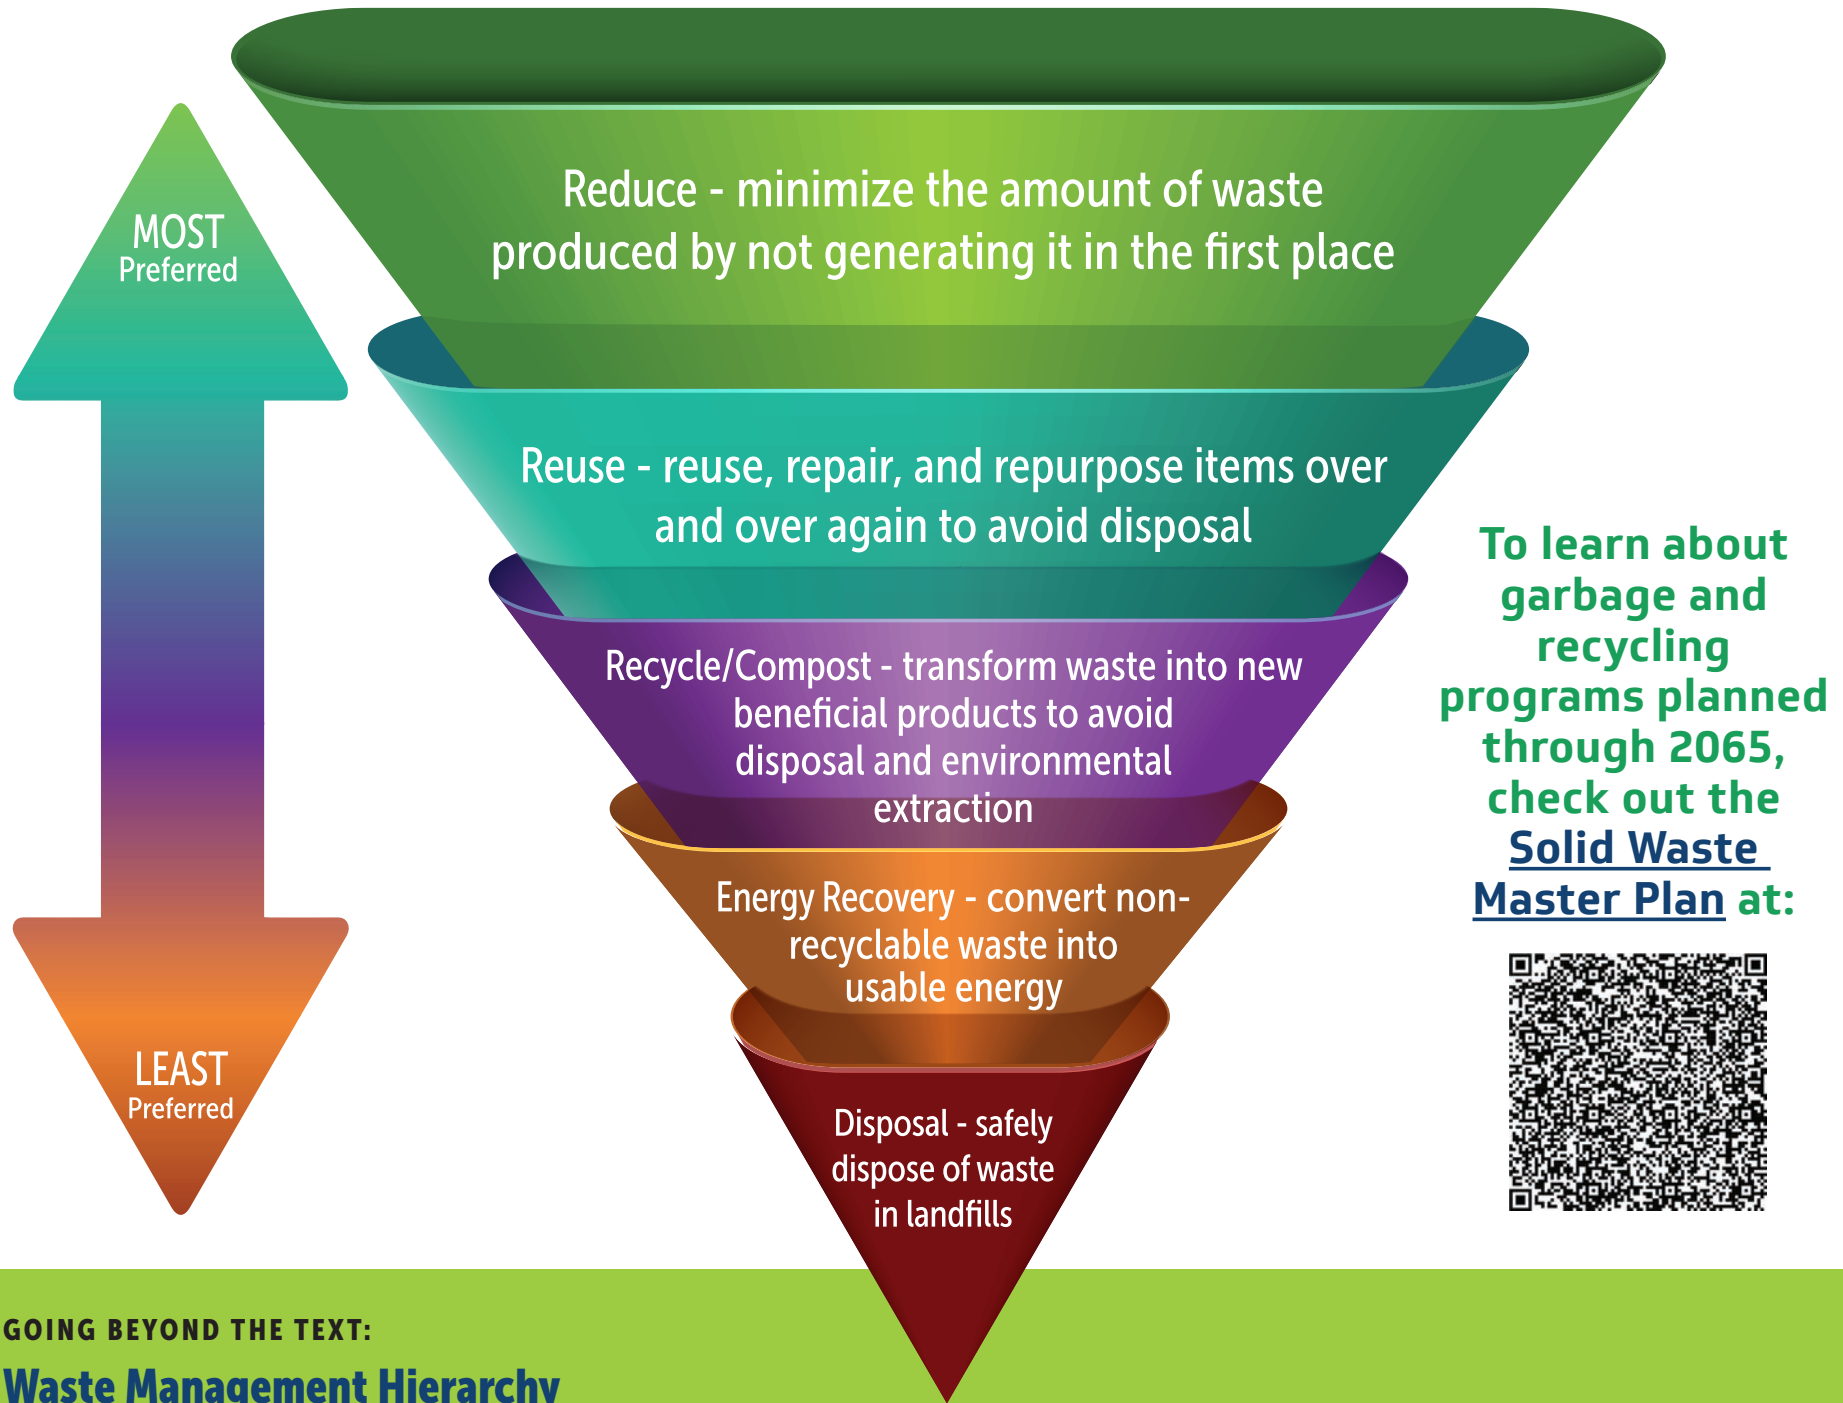 MOST
Preferred
Reduce - minimize the amount of waste
produced by not generating it in the first place
Reuse - reuse, repair, and repurpose items over
and over again to avoid disposal
Recycle/Compost - transform waste into new
beneficial products to avoid
disposal and environmental
extraction
Energy Recovery - convert non-
recyclable waste into
usable energy
Disposal - safely
dispose of waste
in landfills
LEAST
Preferred
To learn about
garbage and
recycling
programs planned
through 2065,
check out the
Solid Waste
Master Plan at:
GOING BEYOND THE TEXT:
Waste Management Hierarchy